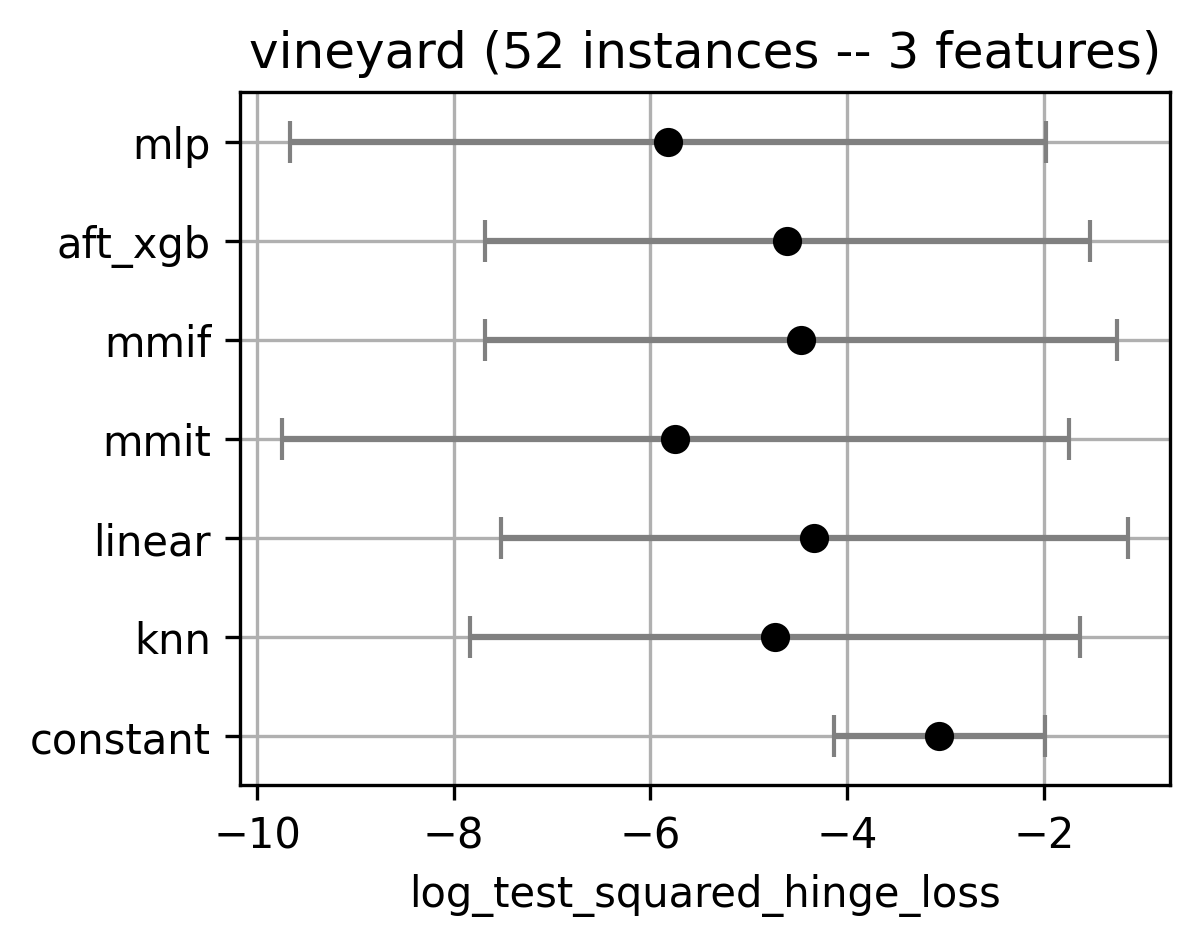 vineyard (52 instances -- 3 features)
mlp
aft_xgb
mmif
mmit
linear
knn
constant
−10 −8 −6 −4 −2
log_test_squared_hinge_loss